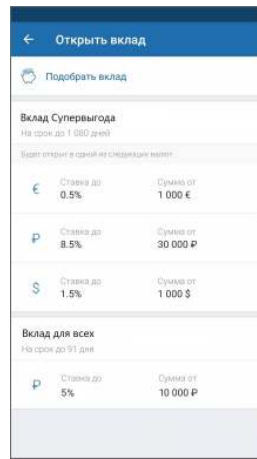 ← Открыть вклад
Подобрать вклад
Вклад Супервыгода
На срок до 1 080 дней
Будет открыт в одной из следующих валют
€ Ставка до Сумма от
0.5% 1 000 €
₽ Ставка до Сумма от
8.5% 30 000 ₽
$ Ставка до Сумма от
1.5% 1 000 $
Вклад для всех
На срок до 91 дня
₽ Ставка до Сумма от
5% 10 000 ₽